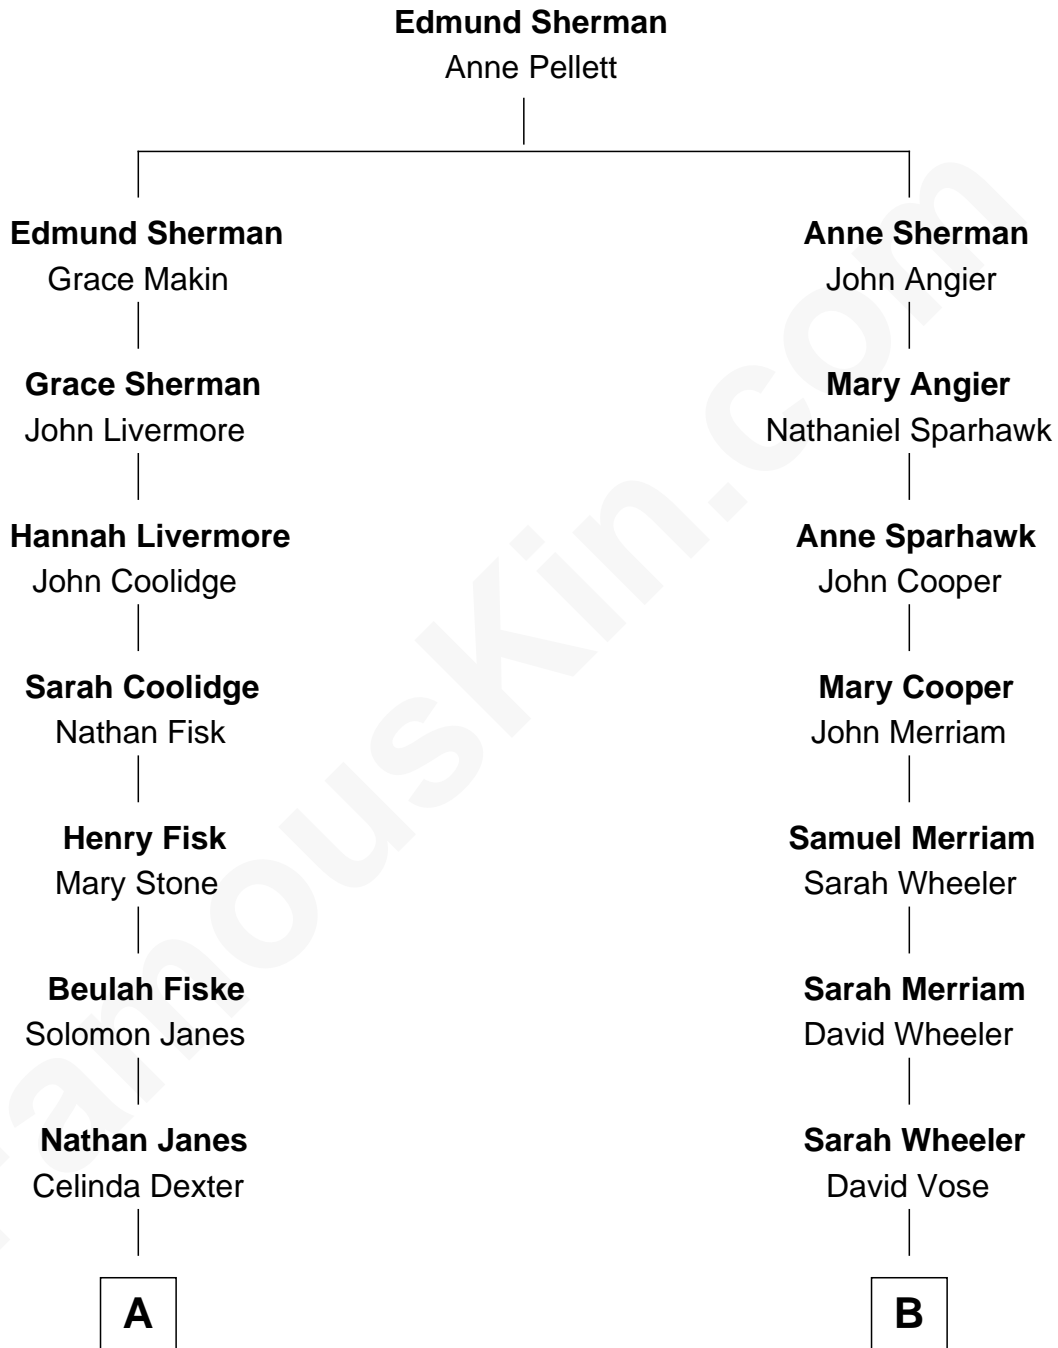 Edmund Sherman
Anne Pellett
Edmund Sherman
Grace Makin
Anne Sherman
John Angier
Grace Sherman
John Livermore
Mary Angier
Nathaniel Sparhawk
Hannah Livermore
John Coolidge
Anne Sparhawk
John Cooper
Sarah Coolidge
Nathan Fisk
Mary Cooper
John Merriam
Henry Fisk
Mary Stone
Samuel Merriam
Sarah Wheeler
Beulah Fiske
Solomon Janes
Sarah Merriam
David Wheeler
Nathan Janes
Celinda Dexter
Sarah Wheeler
David Vose
A
B
FamousKin.com